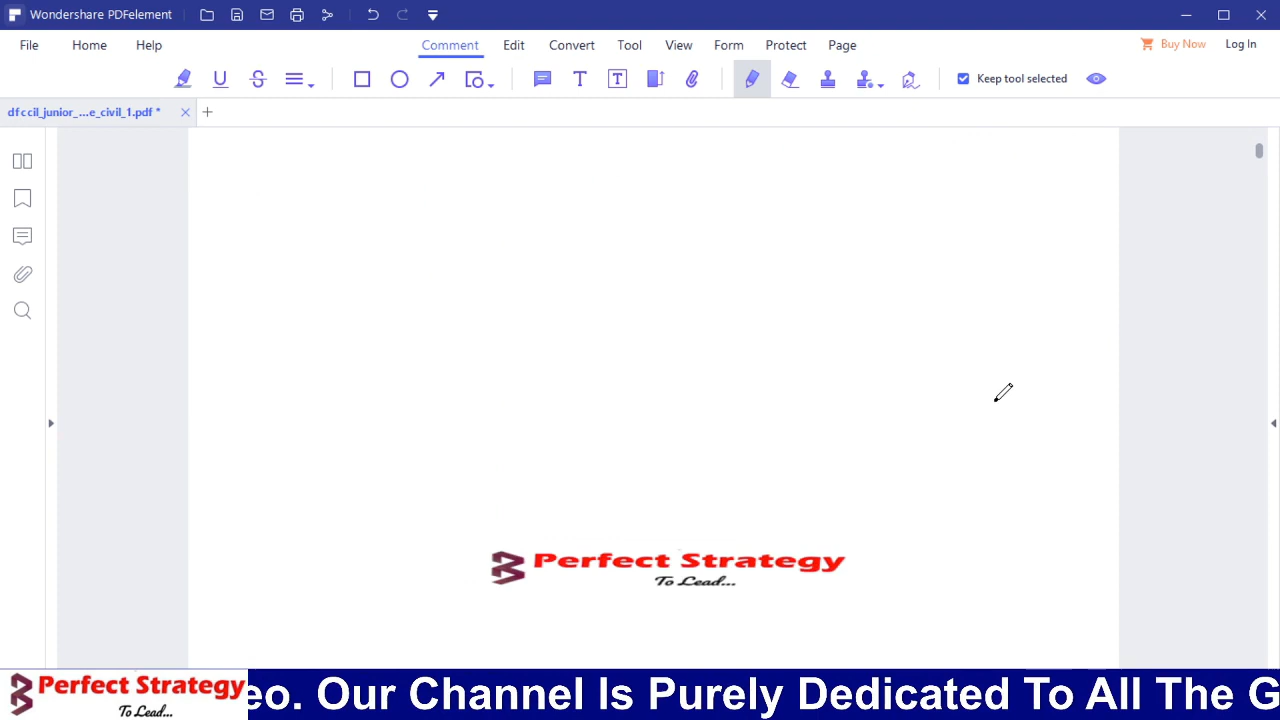 Wondershare PDFelement
File Home Help Comment Edit Convert Tool View Form Protect Page Buy Now Log In
Keep tool selected
dfccil_junior_...e_civil_1.pdf *
Perfect Strategy
To Lead...
Perfect Strategy
To Lead...
eo. Our Channel Is Purely Dedicated To All The G